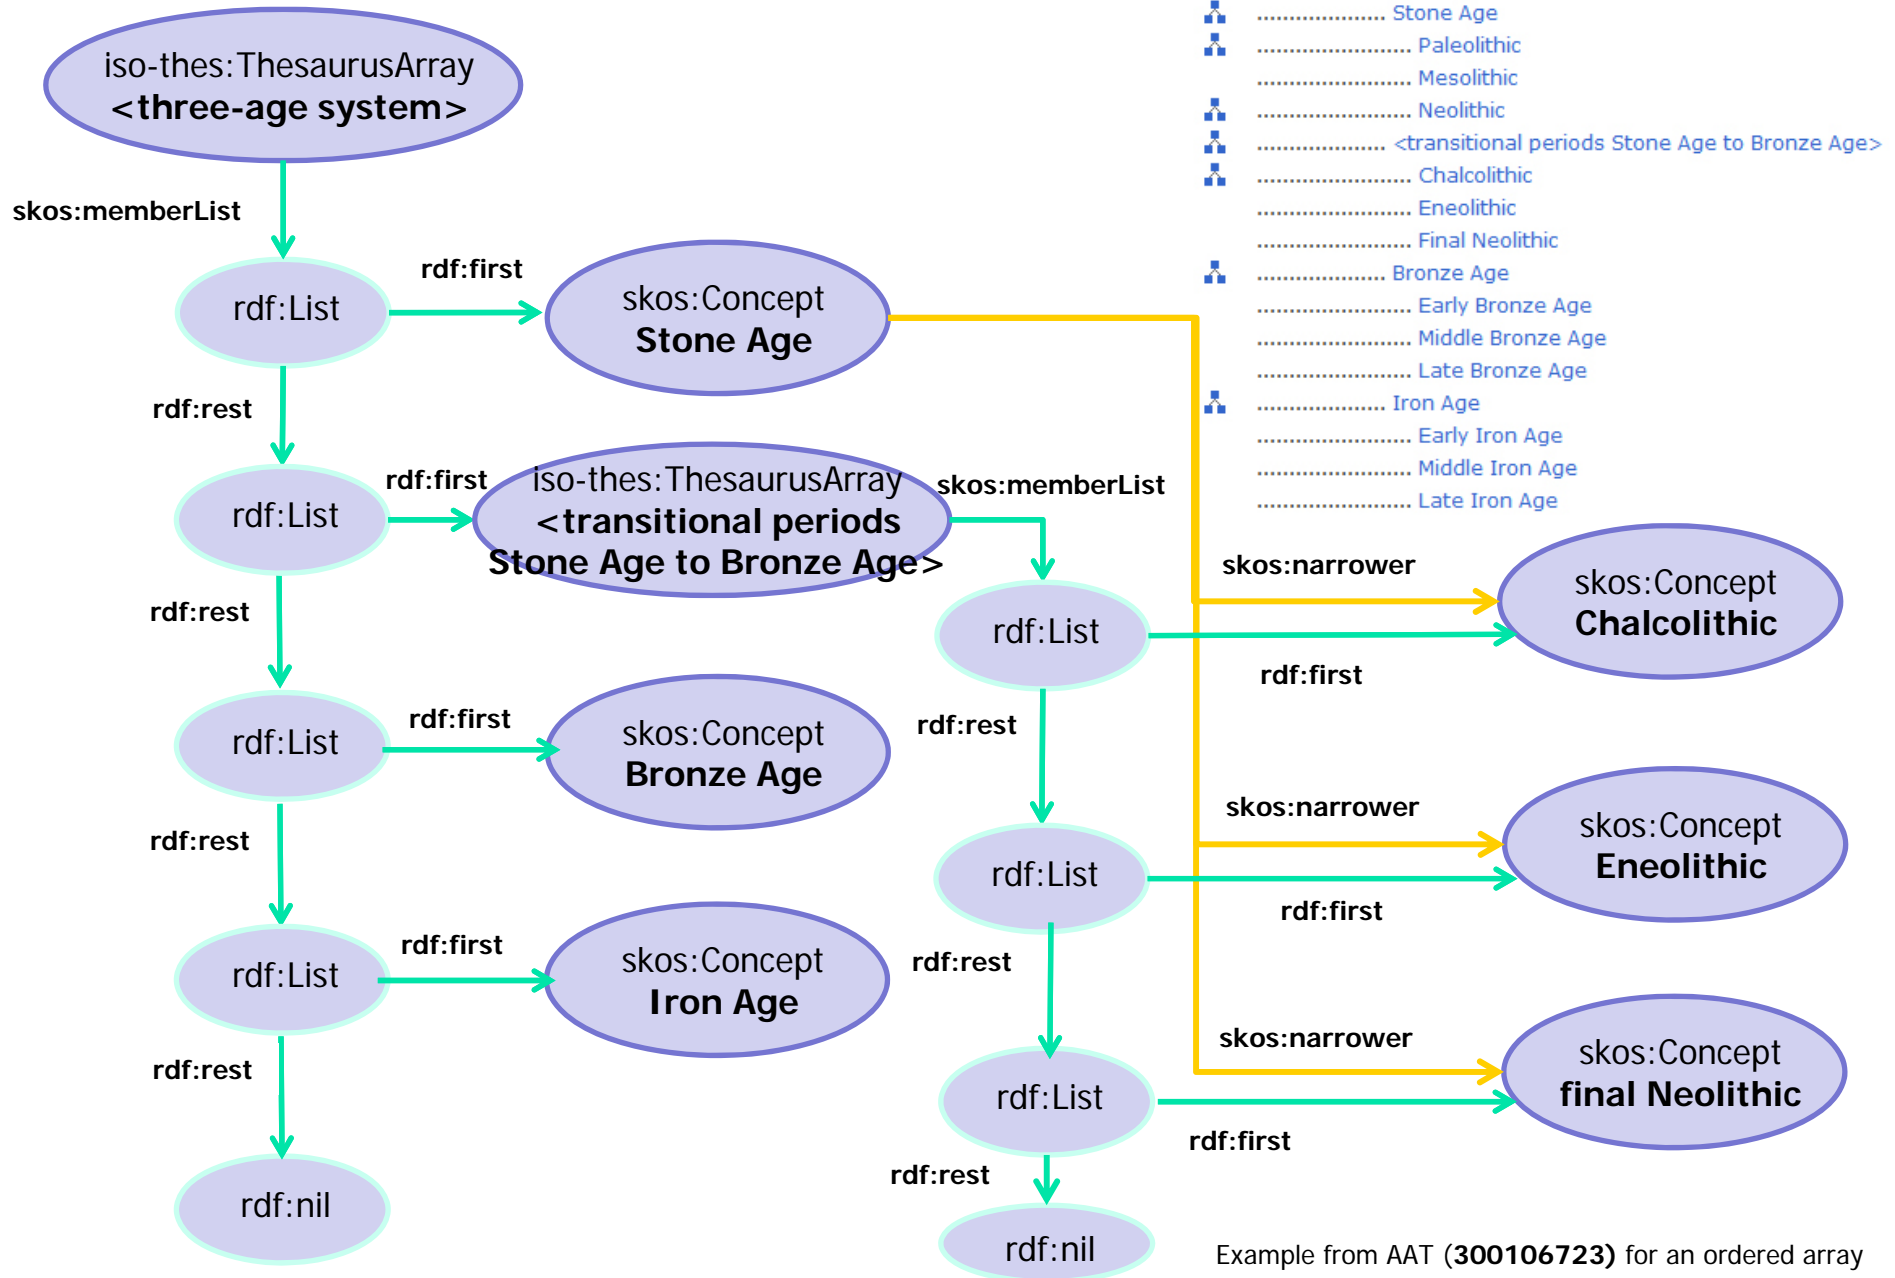 iso-thes:ThesaurusArray
<three-age system>
skos:memberList
rdf:List
rdf:first
skos:Concept
Stone Age
rdf:rest
rdf:List
rdf:first
iso-thes:ThesaurusArray
<transitional periods
Stone Age to Bronze Age>
skos:memberList
rdf:rest
rdf:List
rdf:first
skos:Concept
Bronze Age
rdf:rest
rdf:List
rdf:first
skos:Concept
Iron Age
rdf:rest
rdf:nil
..................... Stone Age
........................ Paleolithic
........................ Mesolithic
........................ Neolithic
..................... <transitional periods Stone Age to Bronze Age>
........................ Chalcolithic
........................ Eneolithic
........................ Final Neolithic
..................... Bronze Age
........................ Early Bronze Age
........................ Middle Bronze Age
........................ Late Bronze Age
..................... Iron Age
........................ Early Iron Age
........................ Middle Iron Age
........................ Late Iron Age
rdf:List
skos:narrower
rdf:first
skos:Concept
Chalcolithic
rdf:rest
rdf:List
skos:narrower
rdf:first
skos:Concept
Eneolithic
rdf:rest
rdf:List
skos:narrower
rdf:first
skos:Concept
final Neolithic
rdf:rest
rdf:nil
Example from AAT (300106723) for an ordered array